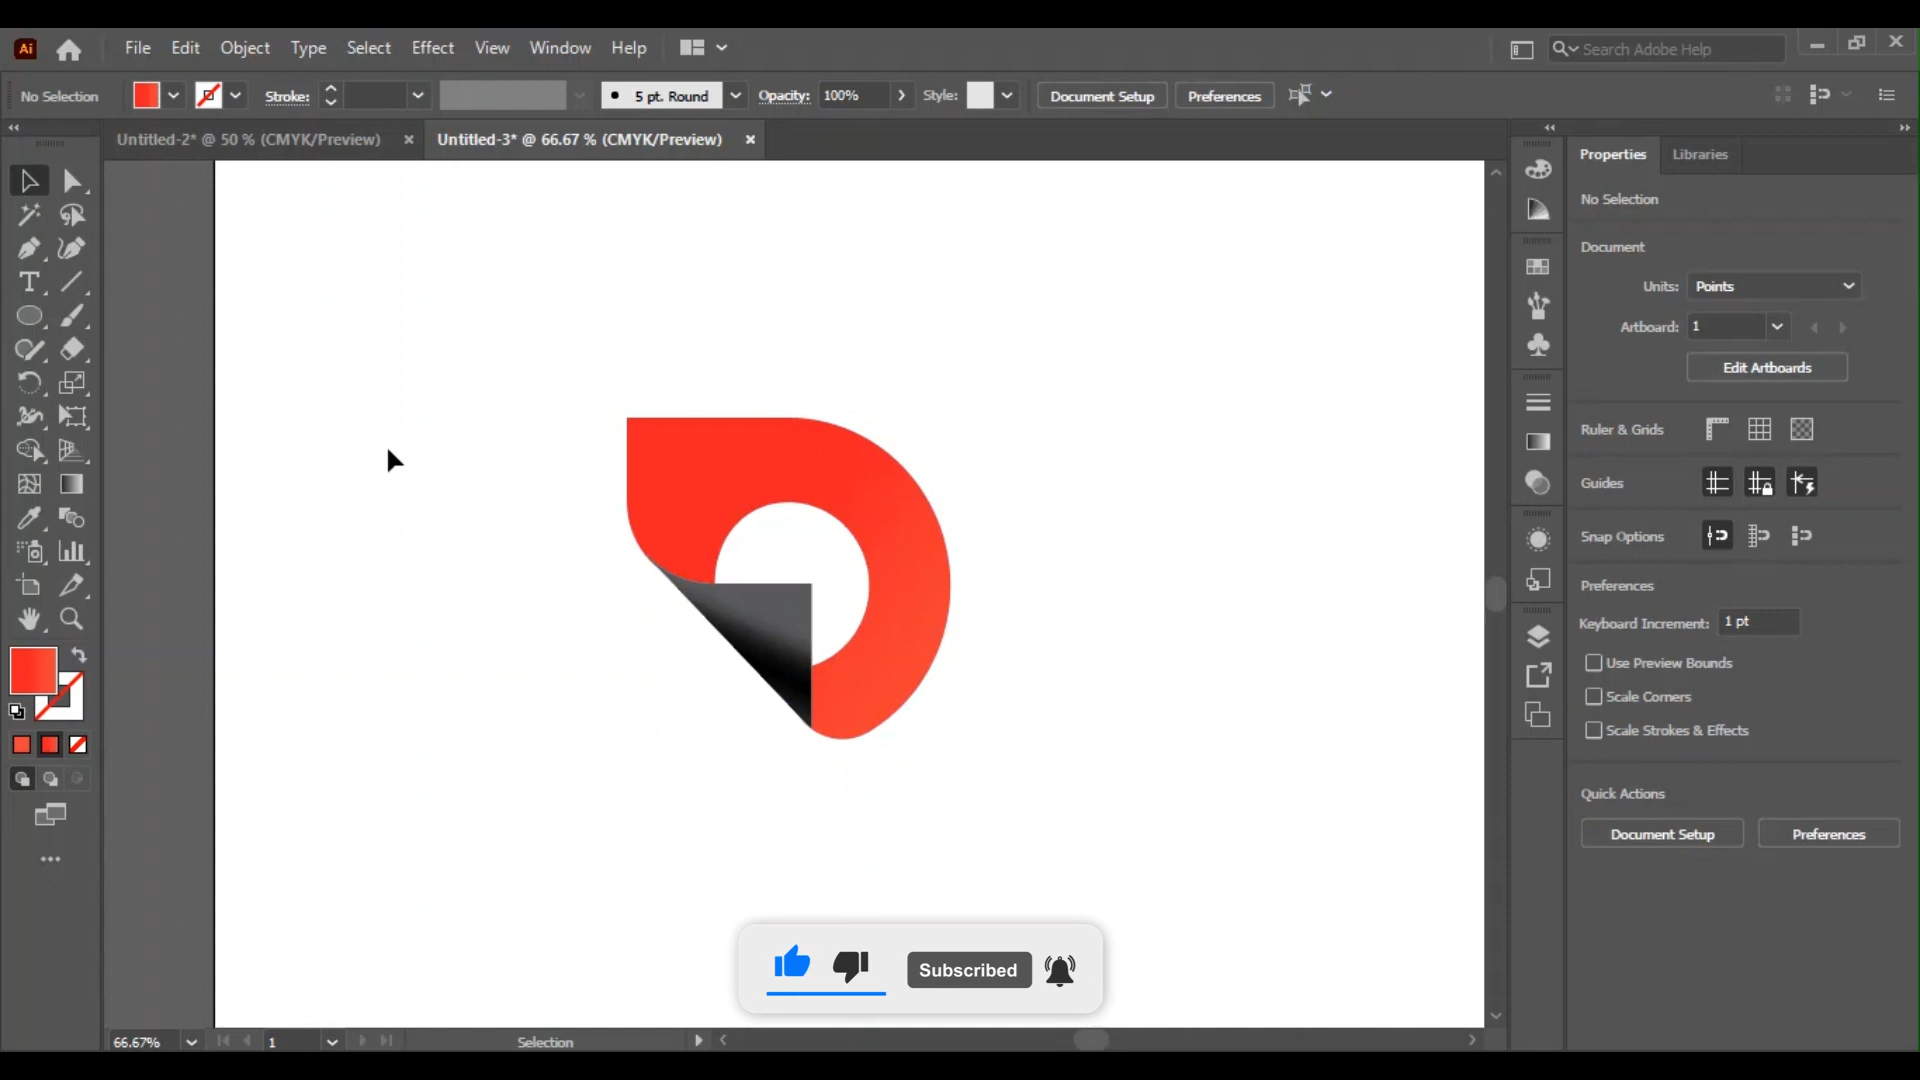 Ai File Edit Object Type Select Effect View Window Help Search Adobe Help
No Selection Stroke: 5 pt. Round Opacity: 100% Style: Document Setup Preferences
Untitled-2* @ 50 % (CMYK/Preview) Untitled-3* @ 66.67 % (CMYK/Preview)
Properties Libraries
No Selection
Document
Units: Points
Artboard: 1
Edit Artboards
Ruler & Grids
Guides
Snap Options
Preferences
Keyboard Increment: 1 pt
Use Preview Bounds
Scale Corners
Scale Strokes & Effects
Quick Actions
Document Setup Preferences
Subscribed
66.67% 1 Selection